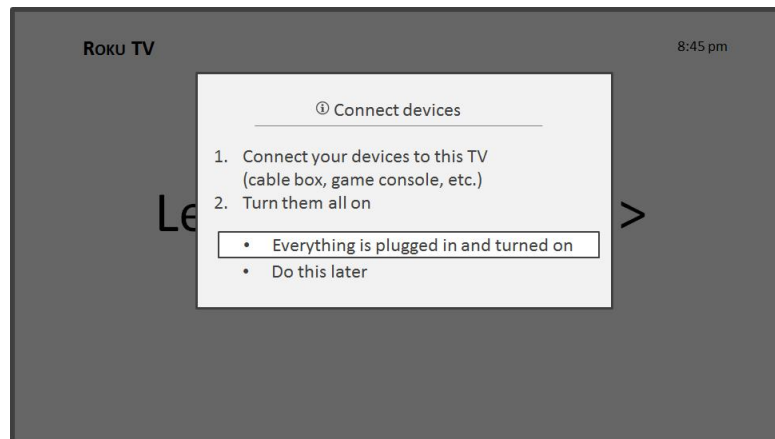 ROKU TV
8:45 pm
ⓘ Connect devices
1. Connect your devices to this TV
(cable box, game console, etc.)
2. Turn them all on
Le >
• Everything is plugged in and turned on
• Do this later